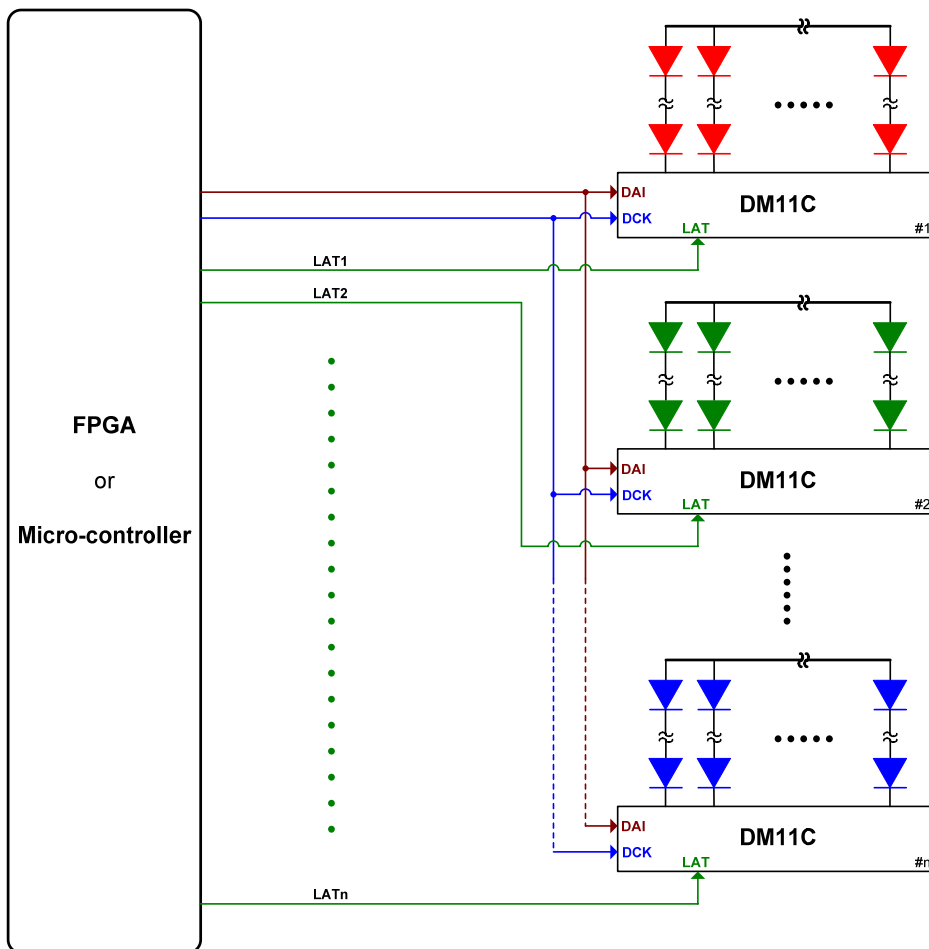 DAI
DM11C
DCK
LAT
#1
LAT1
LAT2
FPGA
or
Micro-controller
DAI
DM11C
DCK
LAT
#2
DAI
DM11C
DCK
LAT
#n
LATn